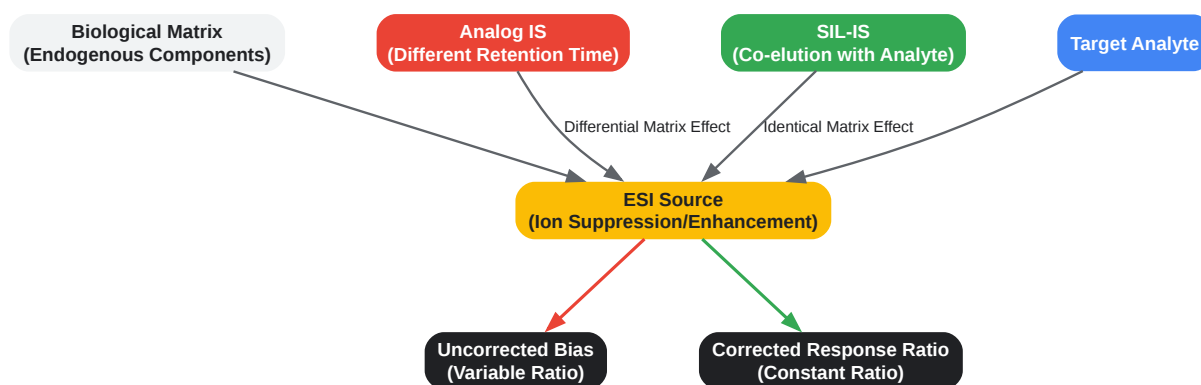 Biological Matrix
(Endogenous Components)
Analog IS
(Different Retention Time)
SIL-IS
(Co-elution with Analyte)
Target Analyte
Differential Matrix Effect
Identical Matrix Effect
ESI Source
(Ion Suppression/Enhancement)
Uncorrected Bias
(Variable Ratio)
Corrected Response Ratio
(Constant Ratio)